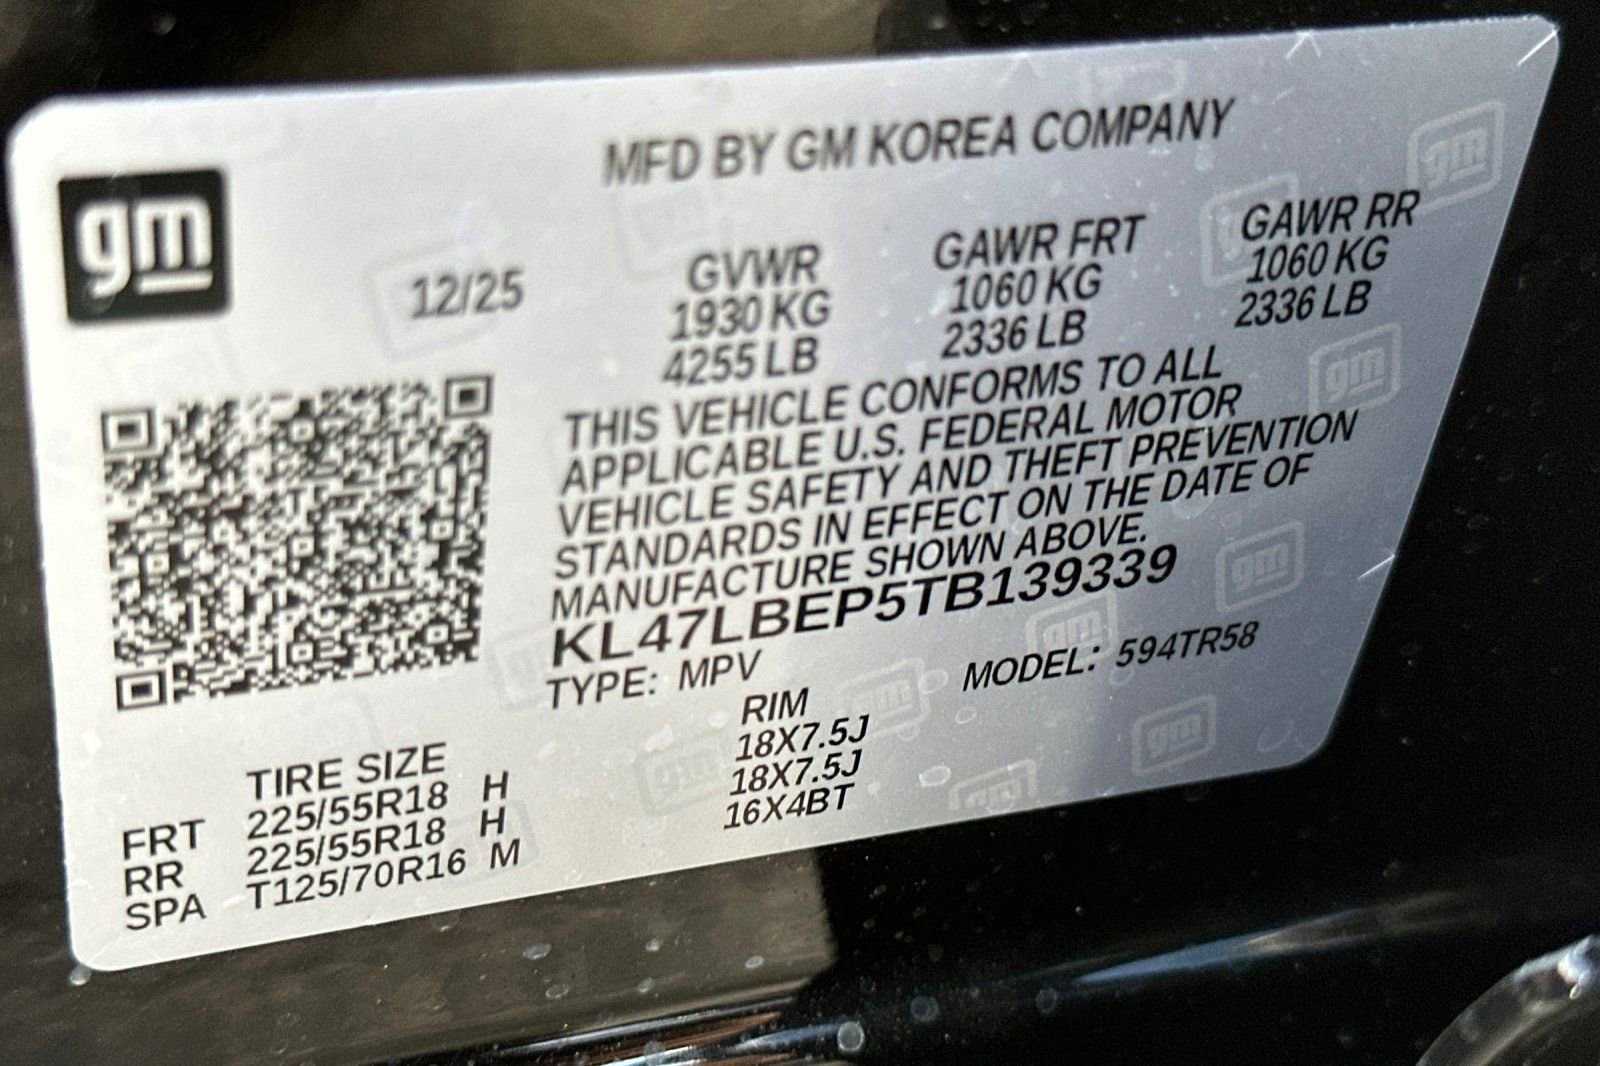 gm
MFD BY GM KOREA COMPANY
12/25
GVWR GAWR FRT GAWR RR
1930 KG 1060 KG 1060 KG
4255 LB 2336 LB 2336 LB
THIS VEHICLE CONFORMS TO ALL
APPLICABLE U.S. FEDERAL MOTOR
VEHICLE SAFETY AND THEFT PREVENTION
STANDARDS IN EFFECT ON THE DATE OF
MANUFACTURE SHOWN ABOVE.
KL47LBEP5TB139339
TYPE: MPV MODEL: 594TR58
TIRE SIZE RIM
FRT 225/55R18 H 18X7.5J
RR 225/55R18 H 18X7.5J
SPA T125/70R16 M 16X4BT